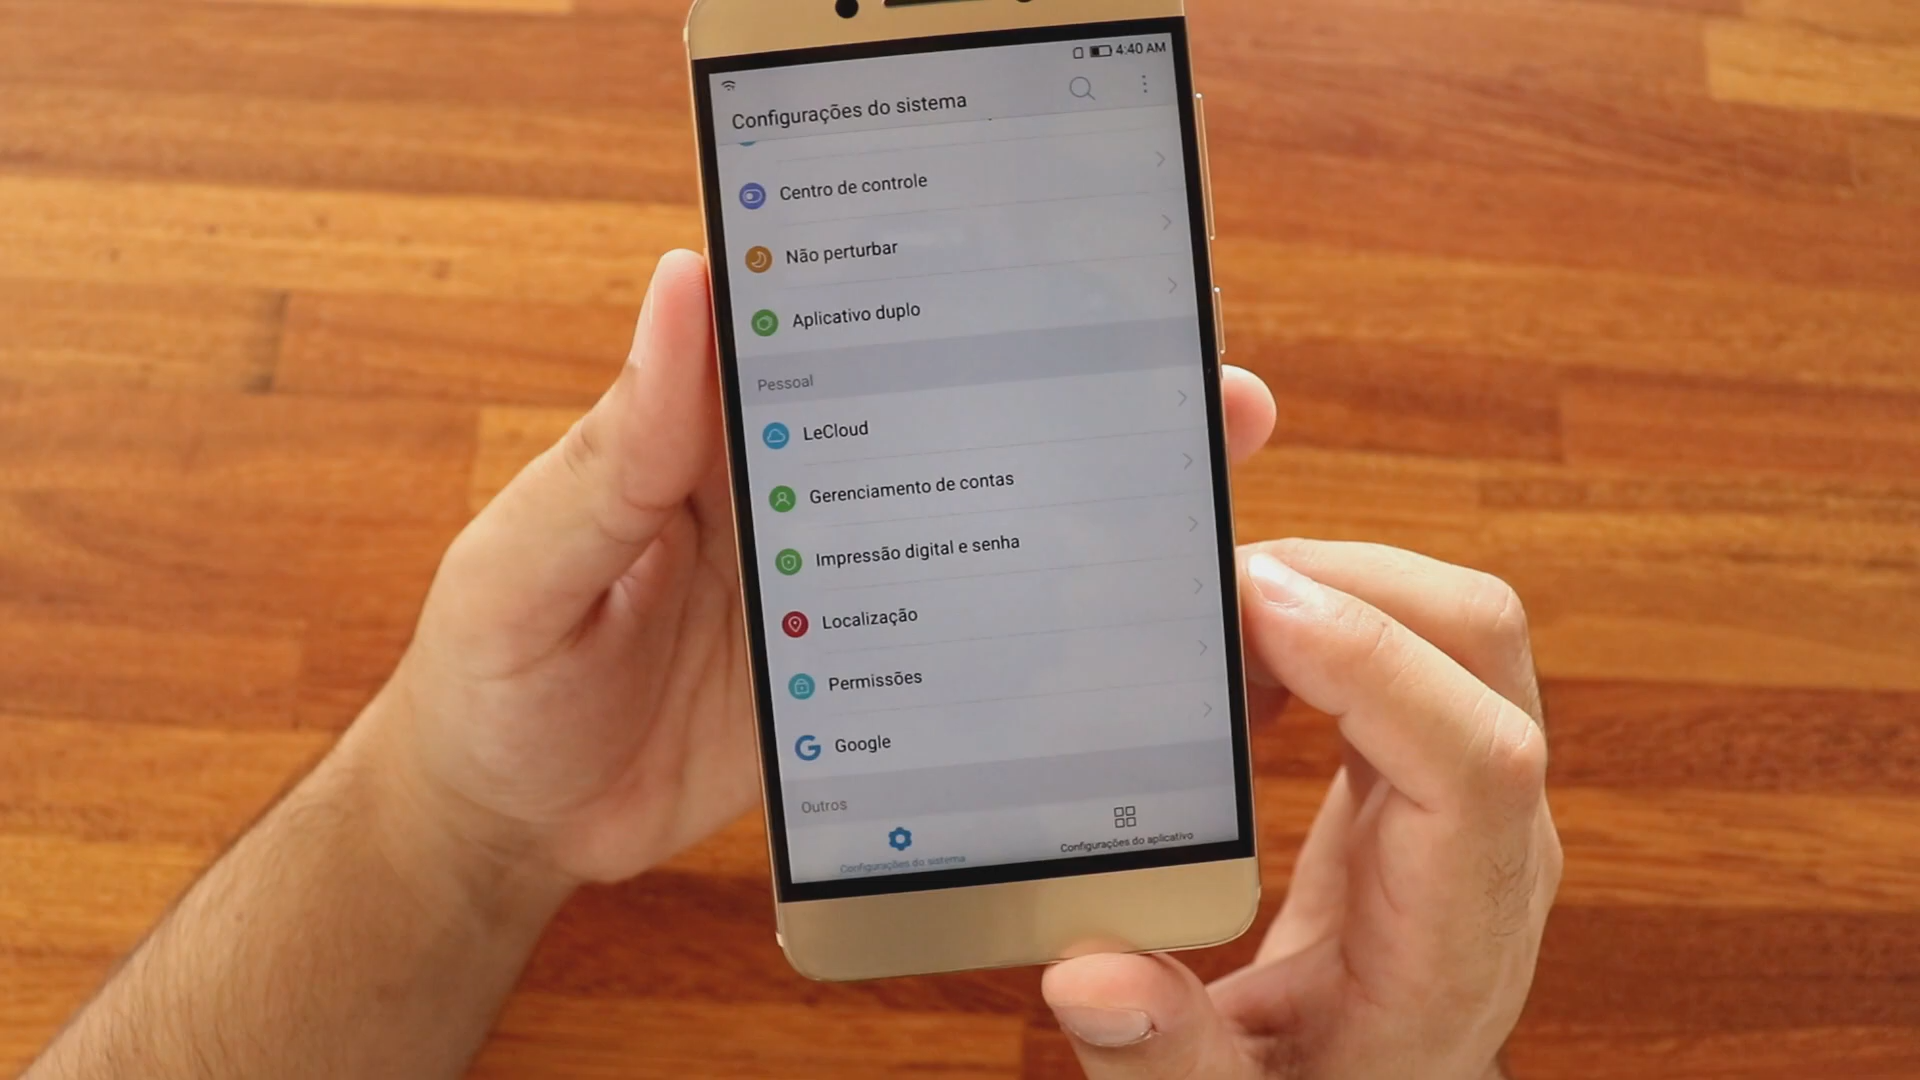 4:40 AM
Configurações do sistema
Centro de controle
Não perturbar
Aplicativo duplo
Pessoal
LeCloud
Gerenciamento de contas
Impressão digital e senha
Localização
Permissões
Google
Outros
Configurações do sistema
Configurações do aplicativo